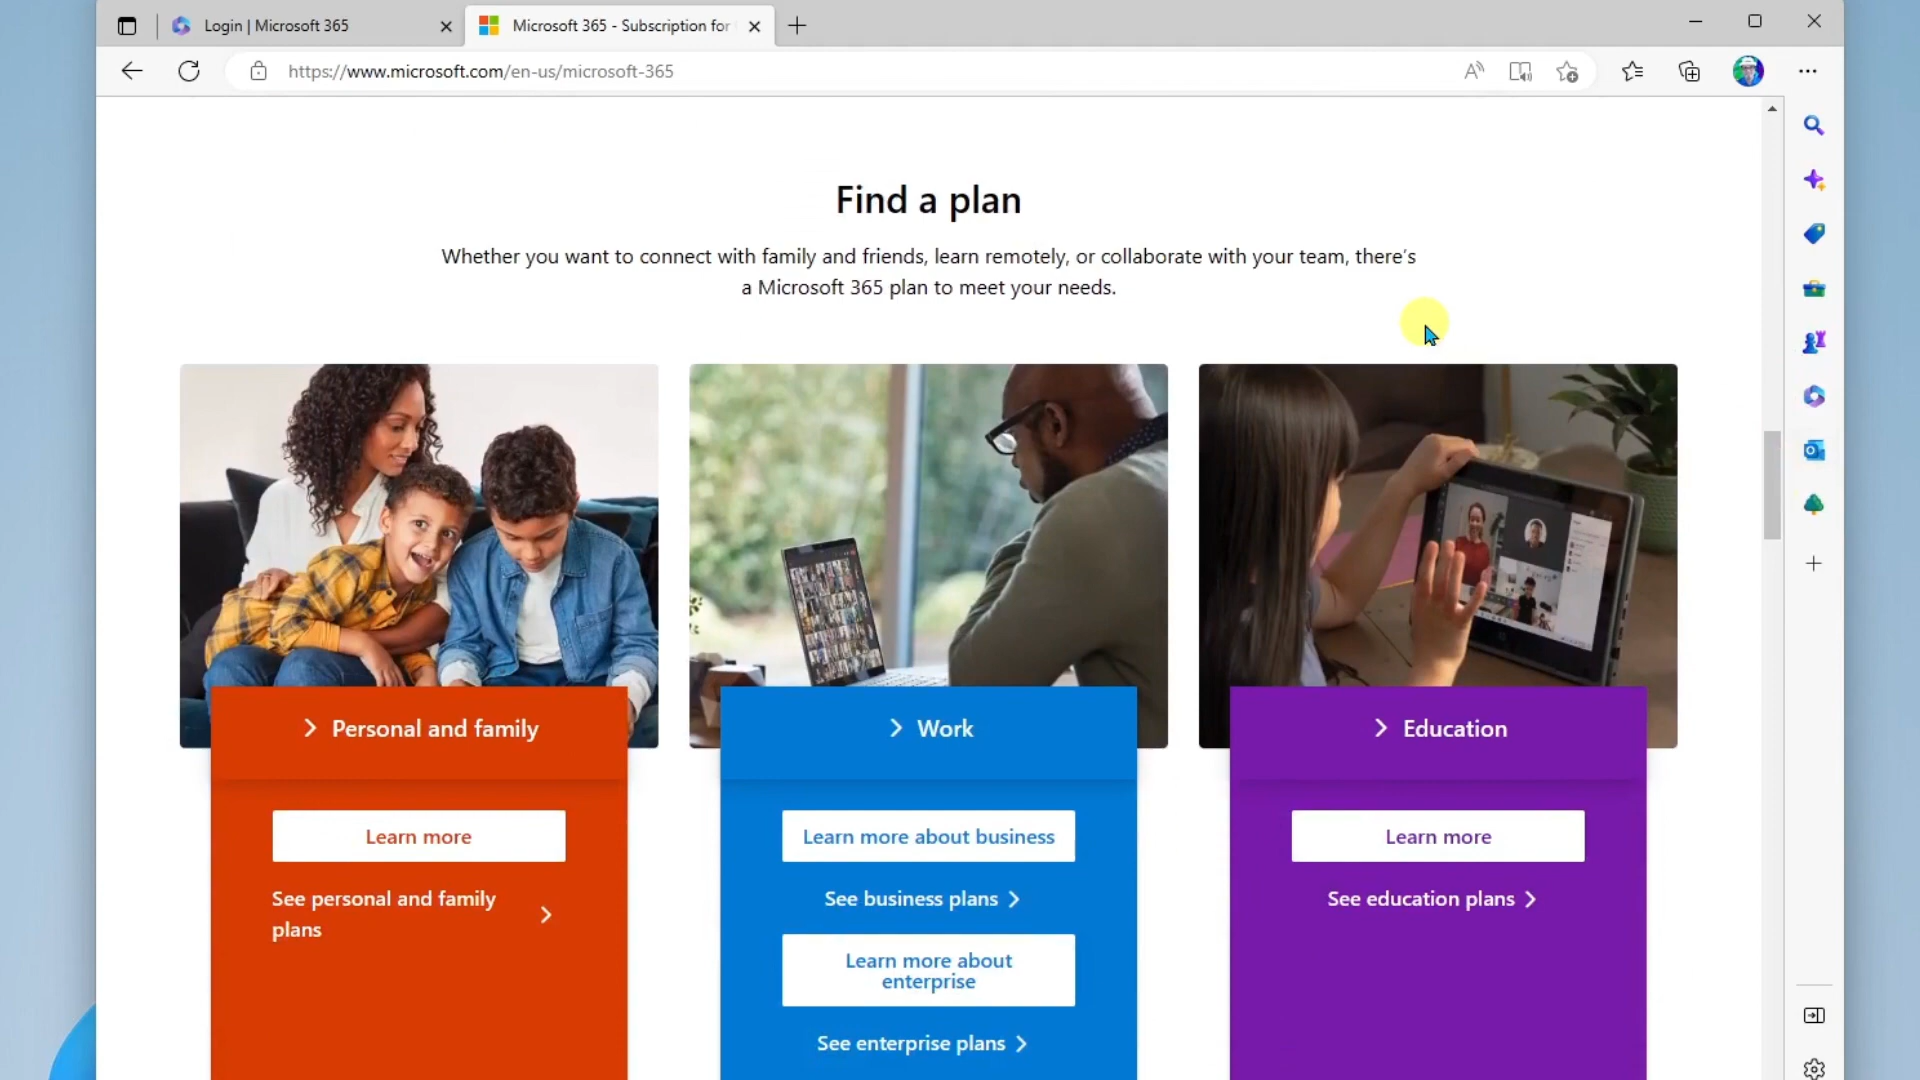 Login | Microsoft 365
Microsoft 365 - Subscription for
https://www.microsoft.com/en-us/microsoft-365
Find a plan
Whether you want to connect with family and friends, learn remotely, or collaborate with your team, there's
a Microsoft 365 plan to meet your needs.
Personal and family
Learn more
See personal and family
plans
Work
Learn more about business
See business plans
Learn more about
enterprise
See enterprise plans
Education
Learn more
See education plans